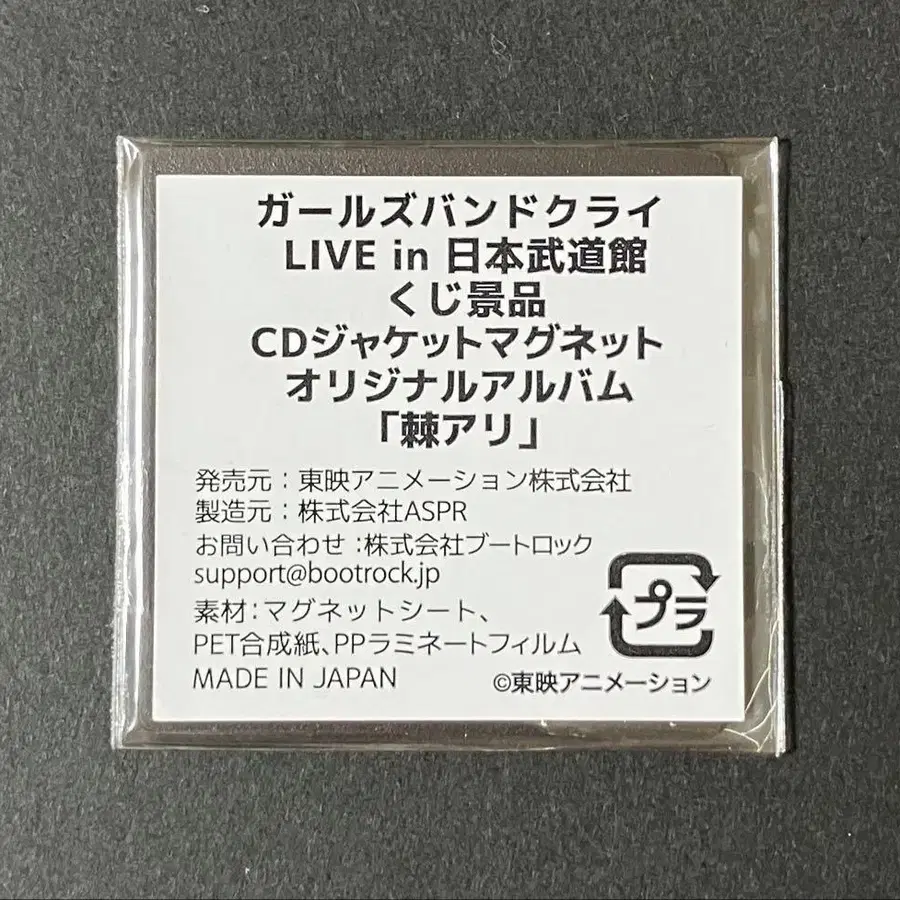 ガールズバンドクライ
LIVE in 日本武道館
くじ景品
CDジャケットマグネット
オリジナルアルバム
「棘アリ」
発売元：東映アニメーション株式会社
製造元：株式会社ASPR
お問い合わせ：株式会社ブートロック
support@bootrock.jp
素材：マグネットシート、
PET合成紙、PPラミネートフィルム
プラ
MADE IN JAPAN
©東映アニメーション